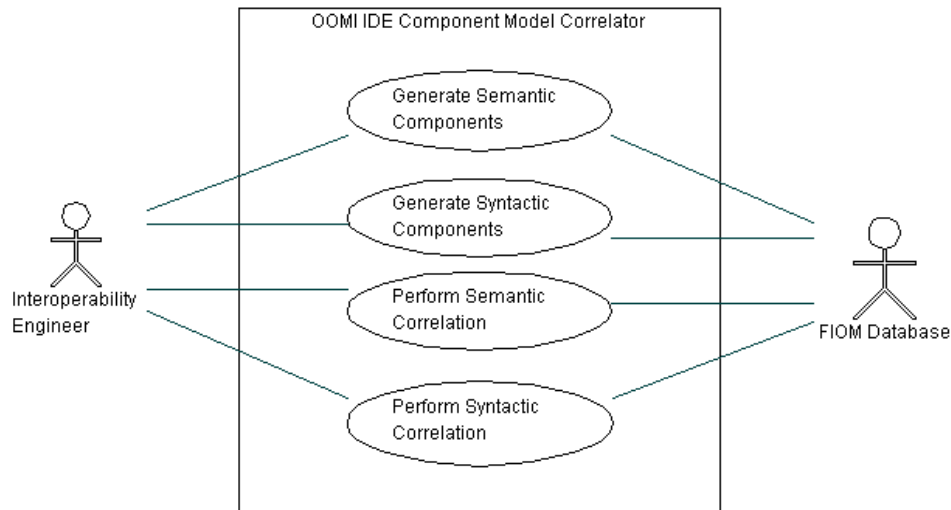 OOMI IDE Component Model Correlator
Generate Semantic
Components
Generate Syntactic
Components
Interoperability
Engineer
Perform Semantic
Correlation
FIOM Database
Perform Syntactic
Correlation